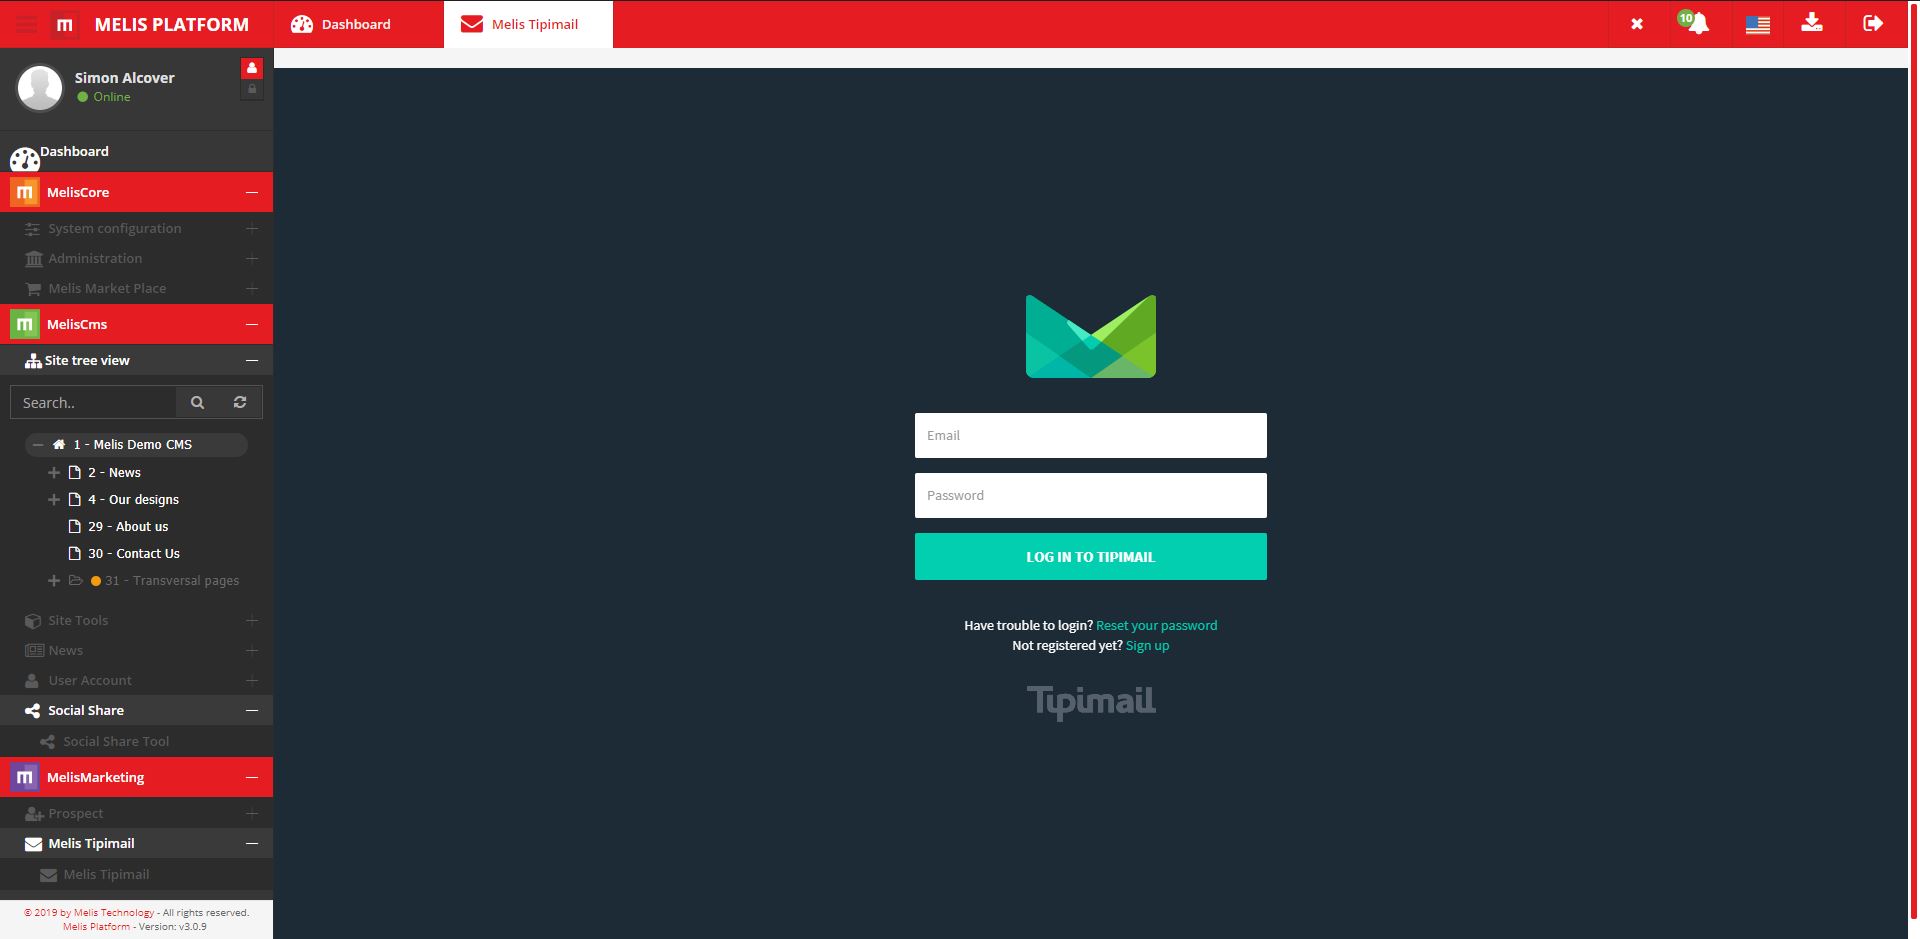 MELIS PLATFORM
Dashboard
Melis Tipimail
10
Simon Alcover
Online
Dashboard
MelisCore
System configuration
Administration
Melis Market Place
MelisCms
Site tree view
Search..
1 - Melis Demo CMS
2 - News
4 - Our designs
29 - About us
30 - Contact Us
31 - Transversal pages
Site Tools
News
User Account
Social Share
Social Share Tool
MelisMarketing
Prospect
Melis Tipimail
Melis Tipimail
© 2019 by Melis Technology - All rights reserved.
Melis Platform - Version: v3.0.9
Email
Password
LOG IN TO TIPIMAIL
Have trouble to login? Reset your password
Not registered yet? Sign up
Tipimail